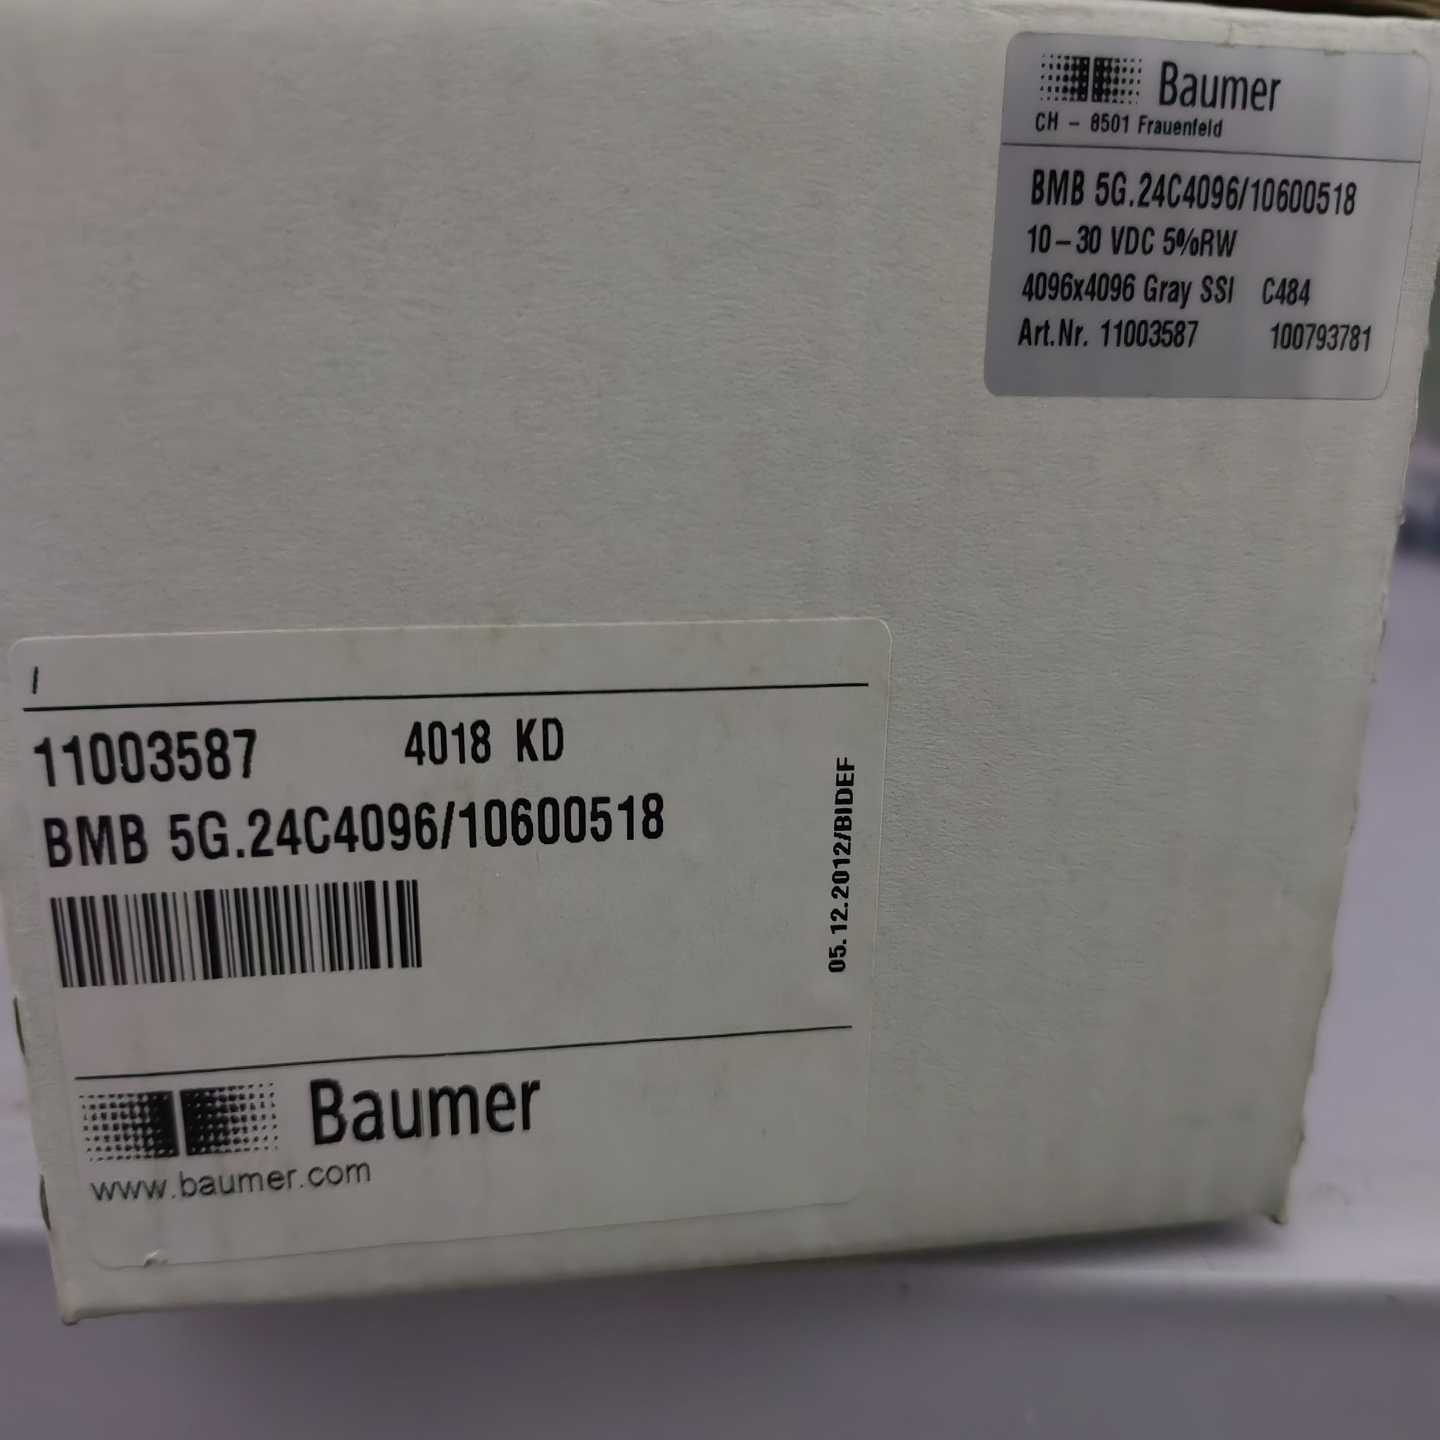 Baumer
CH - 8501 Frauenfeld
BMB 5G.24C4096/10600518
10-30 VDC 5%RW
4096x4096 Gray SSI C484
Art.Nr. 11003587 100793781
I
11003587 4018 KD
BMB 5G.24C4096/10600518
05.12.2012/BIDEF
Baumer
www.baumer.com